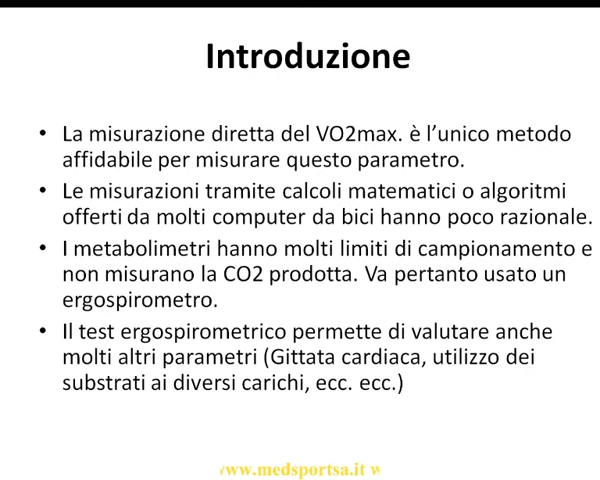 Introduzione
• La misurazione diretta del VO2max. è l'unico metodo
affidabile per misurare questo parametro.
• Le misurazioni tramite calcoli matematici o algoritmi
offerti da molti computer da bici hanno poco razionale.
• I metabolimetri hanno molti limiti di campionamento e
non misurano la CO2 prodotta. Va pertanto usato un
ergospirometro.
• Il test ergospirometrico permette di valutare anche
molti altri parametri (Gittata cardiaca, utilizzo dei
substrati ai diversi carichi, ecc. ecc.)
www.medsportsa.it w